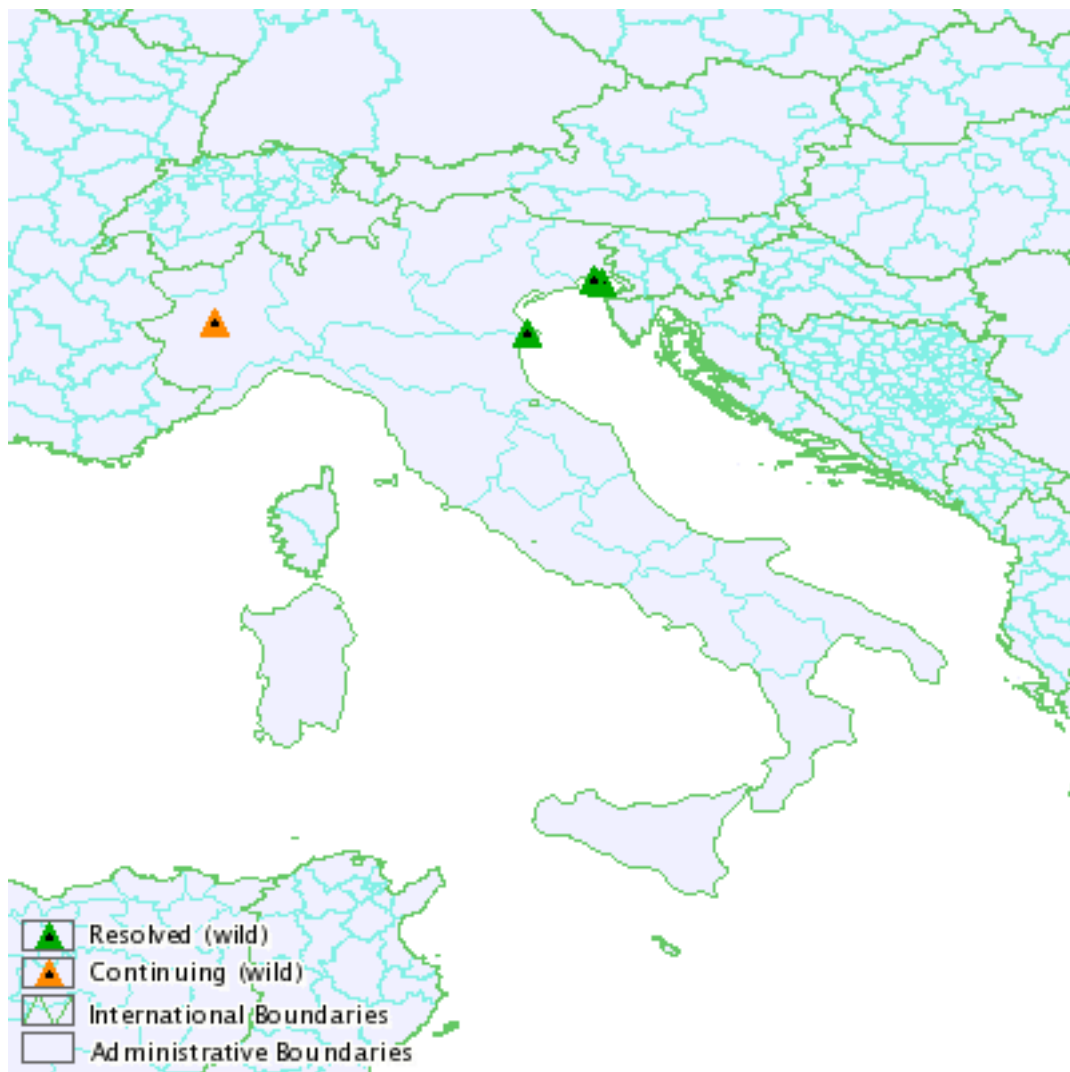 Resolved (wild)
Continuing (wild)
International Boundaries
Administrative Boundaries